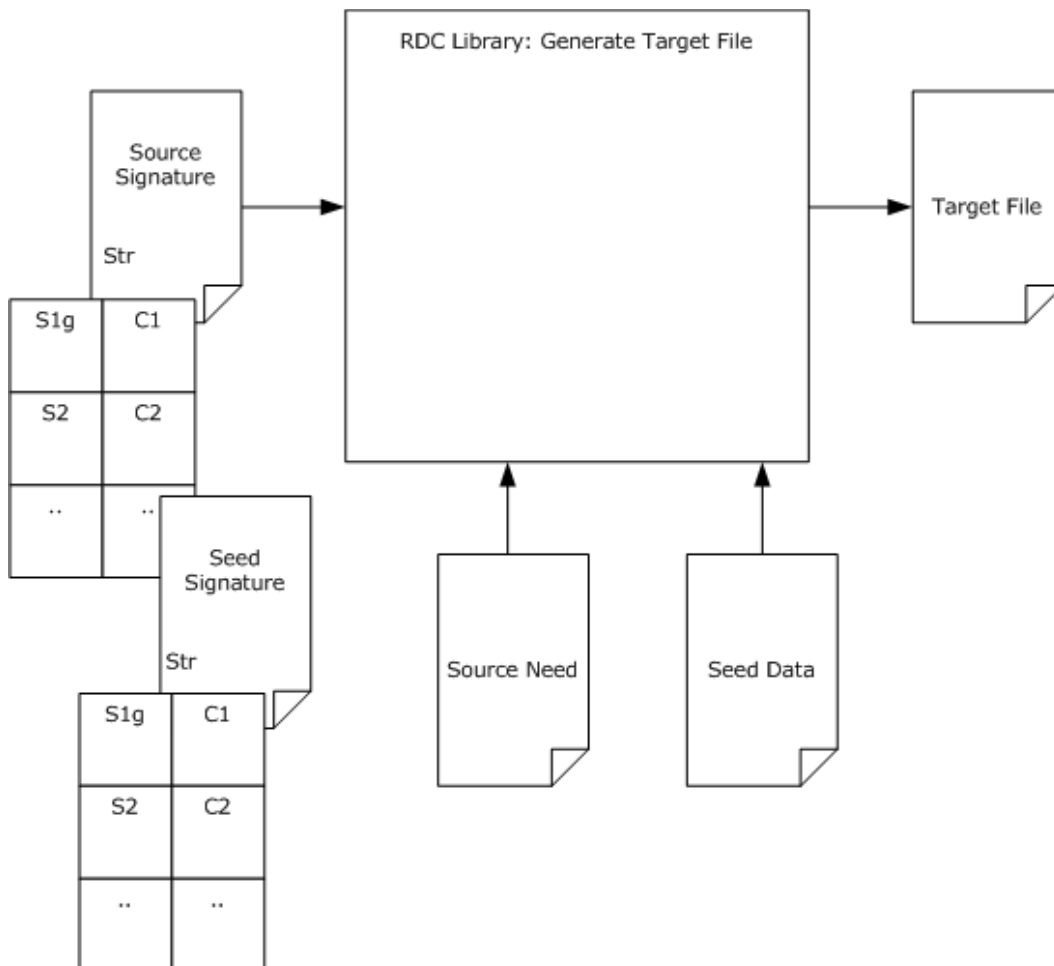 RDC Library: Generate Target File
Source
Signature
Str
Target File
S1g C1
S2 C2
.. ..
Seed
Signature
Str
Source Need
Seed Data
S1g C1
S2 C2
.. ..